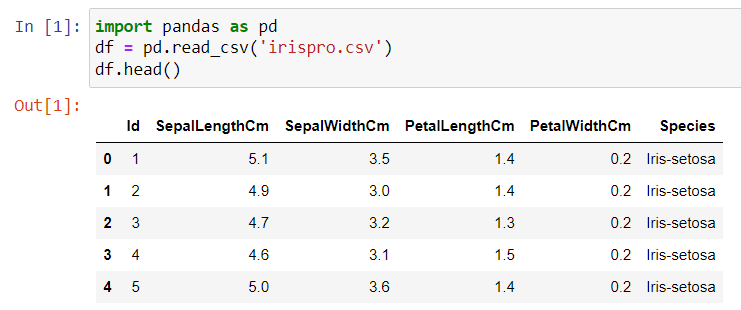 In [1]: import pandas as pd
df = pd.read_csv('irispro.csv')
df.head()
Out[1]:
Id SepalLengthCm SepalWidthCm PetalLengthCm PetalWidthCm Species
0 1 5.1 3.5 1.4 0.2 Iris-setosa
1 2 4.9 3.0 1.4 0.2 Iris-setosa
2 3 4.7 3.2 1.3 0.2 Iris-setosa
3 4 4.6 3.1 1.5 0.2 Iris-setosa
4 5 5.0 3.6 1.4 0.2 Iris-setosa